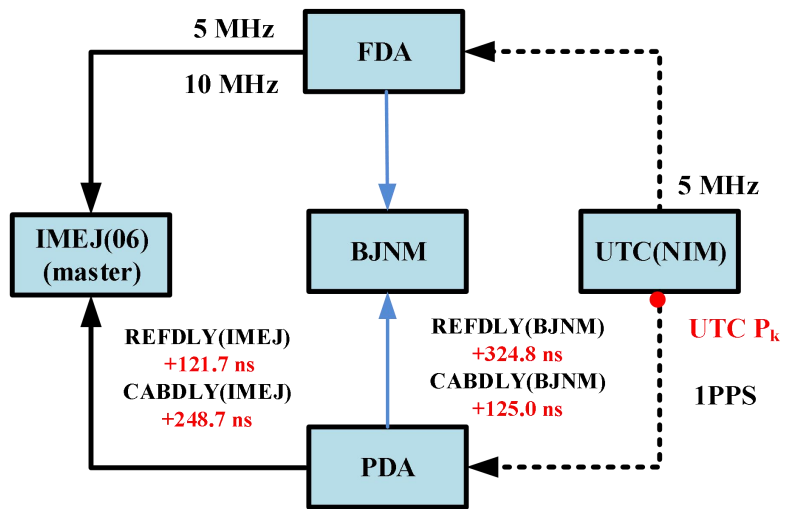 5 MHz
FDA
10 MHz
5 MHz
IMEJ(06)
(master)
BJNM
UTC(NIM)
REFDLY(IMEJ)
+121.7 ns
CABDLY(IMEJ)
+248.7 ns
REFDLY(BJNM)
+324.8 ns
CABDLY(BJNM)
+125.0 ns
UTC Pk
1PPS
PDA